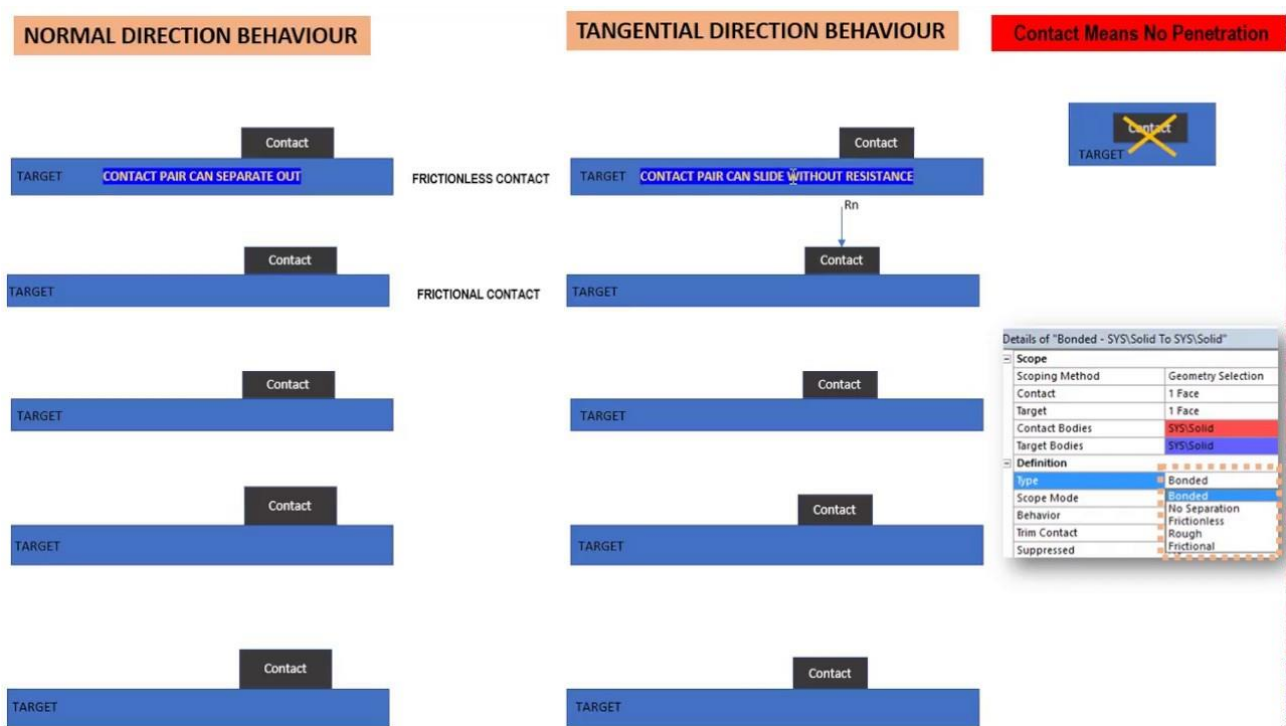 NORMAL DIRECTION BEHAVIOUR
TANGENTIAL DIRECTION BEHAVIOUR
Contact Means No Penetration
Contact
TARGET
CONTACT PAIR CAN SEPARATE OUT
FRICTIONLESS CONTACT
Contact
TARGET
CONTACT PAIR CAN SLIDE WITHOUT RESISTANCE
Contact
TARGET
Rn
Contact
TARGET
FRICTIONAL CONTACT
Contact
TARGET
Contact
TARGET
Contact
TARGET
Contact
TARGET
Contact
TARGET
Contact
TARGET
Contact
TARGET
Details of "Bonded - SYS\Solid To SYS\Solid"
Scope
Scoping Method Geometry Selection
Contact 1 Face
Target 1 Face
Contact Bodies SYS\Solid
Target Bodies SYS\Solid
Definition
Type Bonded
Scope Mode Bonded
No Separation
Behavior Frictionless
Trim Contact Rough
Suppressed Frictional